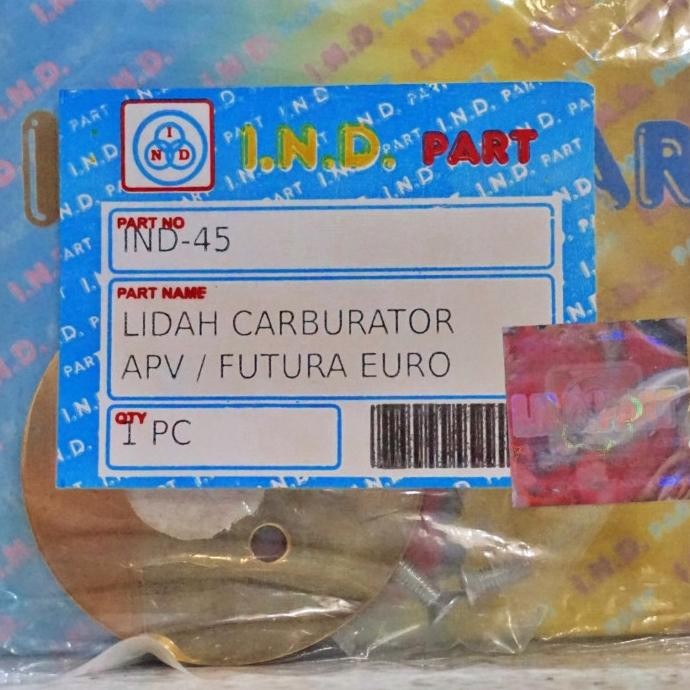 I
N D
I.N.D. PART
PART NO
IND-45
PART NAME
LIDAH CARBURATOR
APV / FUTURA EURO
QTY
1 PC